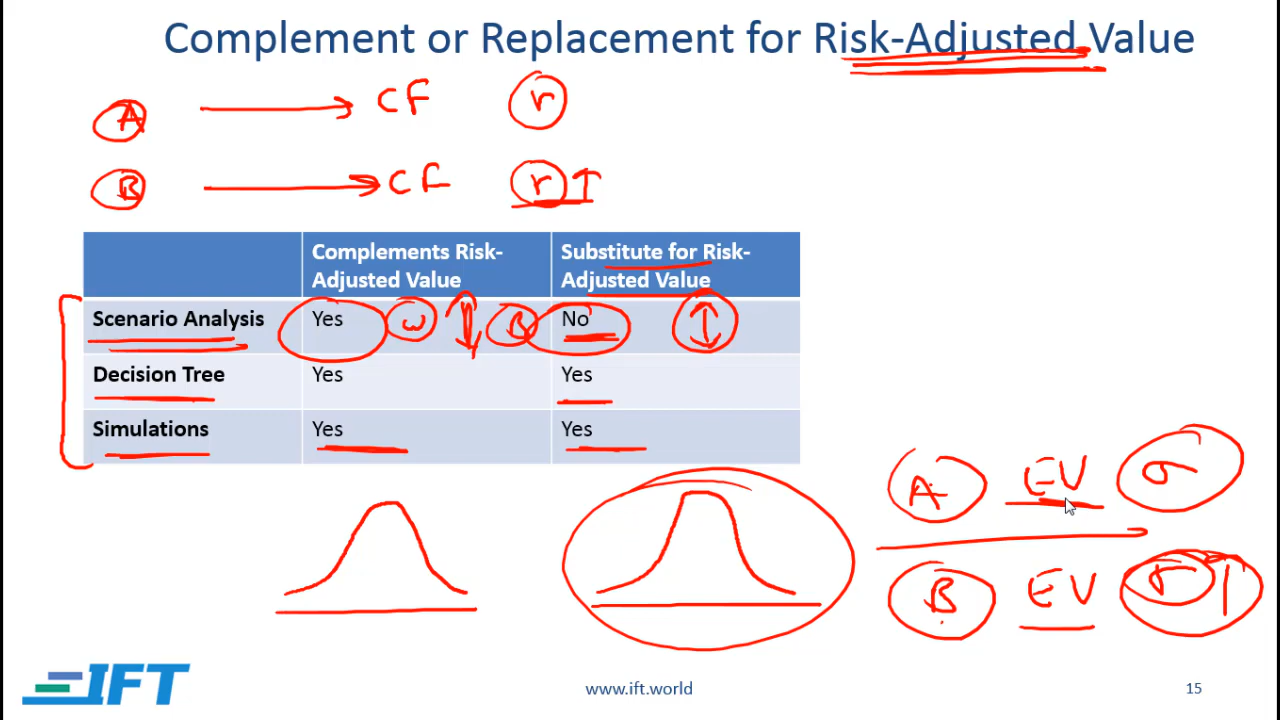 Complement or Replacement for Risk-Adjusted Value
A CF r
B CF r
Complements Risk-Adjusted Value
Substitute for Risk-Adjusted Value
Scenario Analysis Yes W B No
Decision Tree Yes Yes
Simulations Yes Yes
A EV σ
B EV σ
IFT
www.ift.world
15